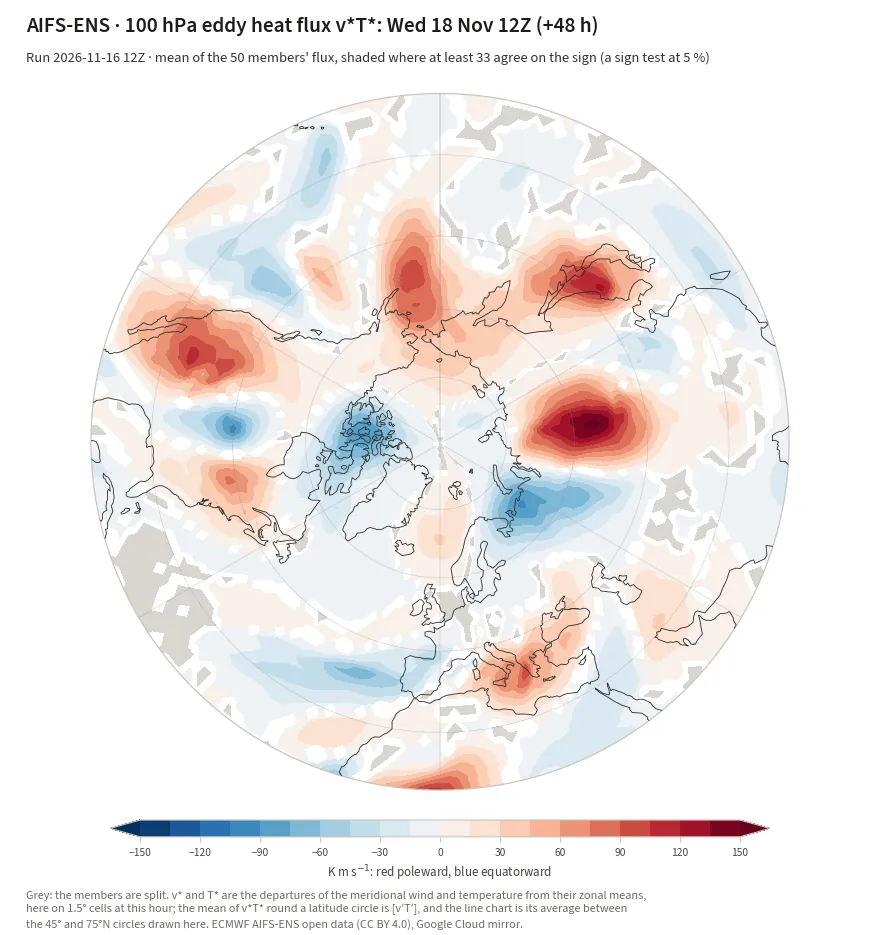 AIFS-ENS · 100 hPa eddy heat flux v*T*: Wed 18 Nov 12Z (+48 h)
Run 2026-11-16 12Z · mean of the 50 members' flux, shaded where at least 33 agree on the sign (a sign test at 5 %)
−150 −120 −90 −60 −30 0 30 60 90 120 150
K m s⁻¹: red poleward, blue equatorward
Grey: the members are split. v* and T* are the departures of the meridional wind and temperature from their zonal means,
here on 1.5° cells at this hour; the mean of v*T* round a latitude circle is [v'T'], and the line chart is its average between
the 45° and 75°N circles drawn here. ECMWF AIFS-ENS open data (CC BY 4.0), Google Cloud mirror.